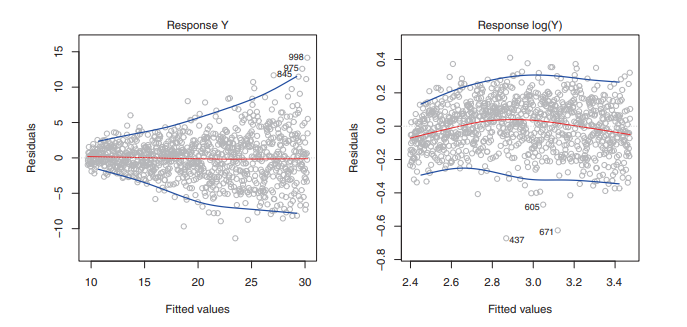 Response Y
Residuals
15
10
5
0
−5
−10
998
975
845
10 15 20 25 30
Fitted values
Response log(Y)
Residuals
0.4
0.2
0.0
−0.2
−0.4
−0.6
−0.8
605
671
437
2.4 2.6 2.8 3.0 3.2 3.4
Fitted values